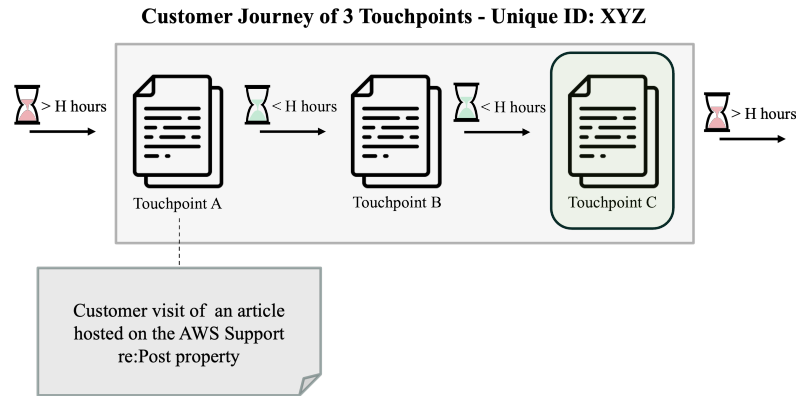 Customer Journey of 3 Touchpoints - Unique ID: XYZ
> H hours
< H hours
< H hours
> H hours
Touchpoint A
Touchpoint B
Touchpoint C
Customer visit of an article
hosted on the AWS Support
re:Post property